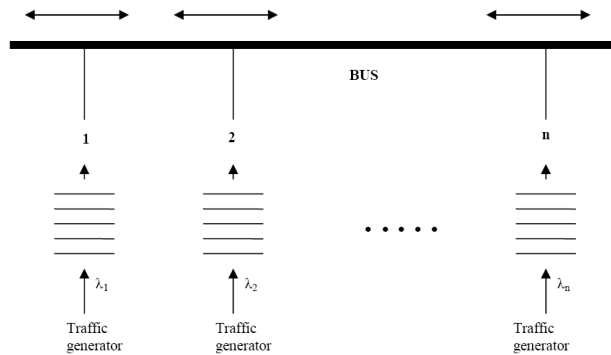 BUS
1
2
n
λ1
λ2
λn
Traffic
generator
Traffic
generator
Traffic
generator